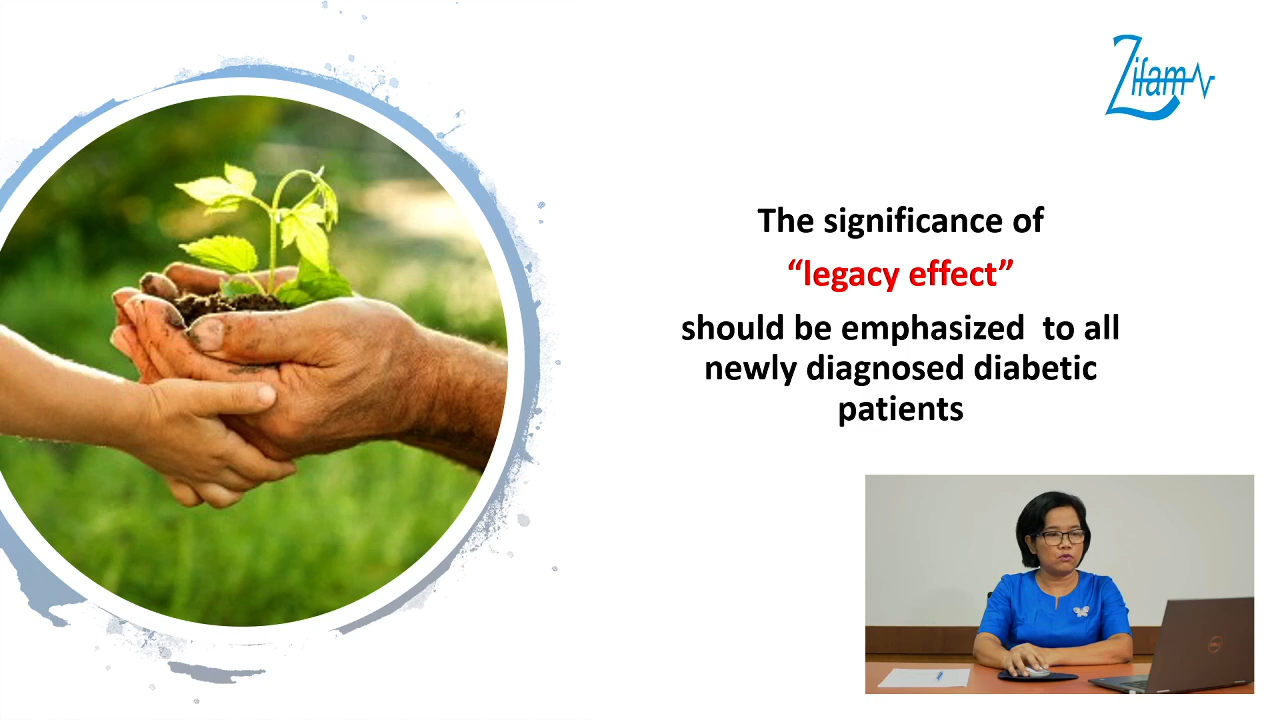 Zifam
The significance of
“legacy effect”
should be emphasized  to all
newly diagnosed diabetic
patients